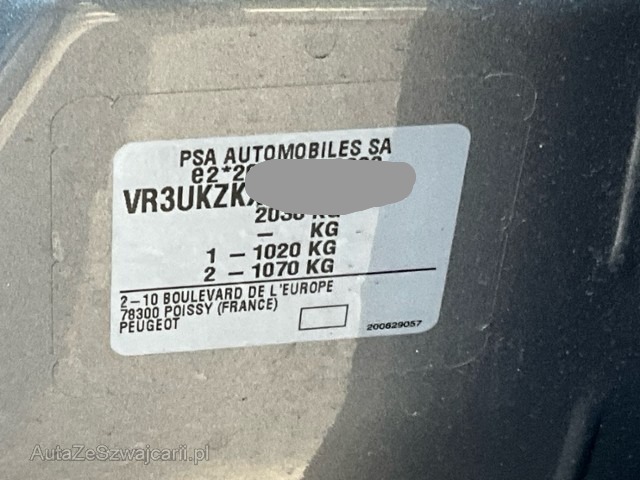 PSA AUTOMOBILES SA
VR3UKZK
KG
- KG
1 - 1020 KG
2 - 1070 KG
2-10 BOULEVARD DE L'EUROPE
78300 POISSY (FRANCE)
PEUGEOT
200629057
AutaZeSzwajcarii.pl